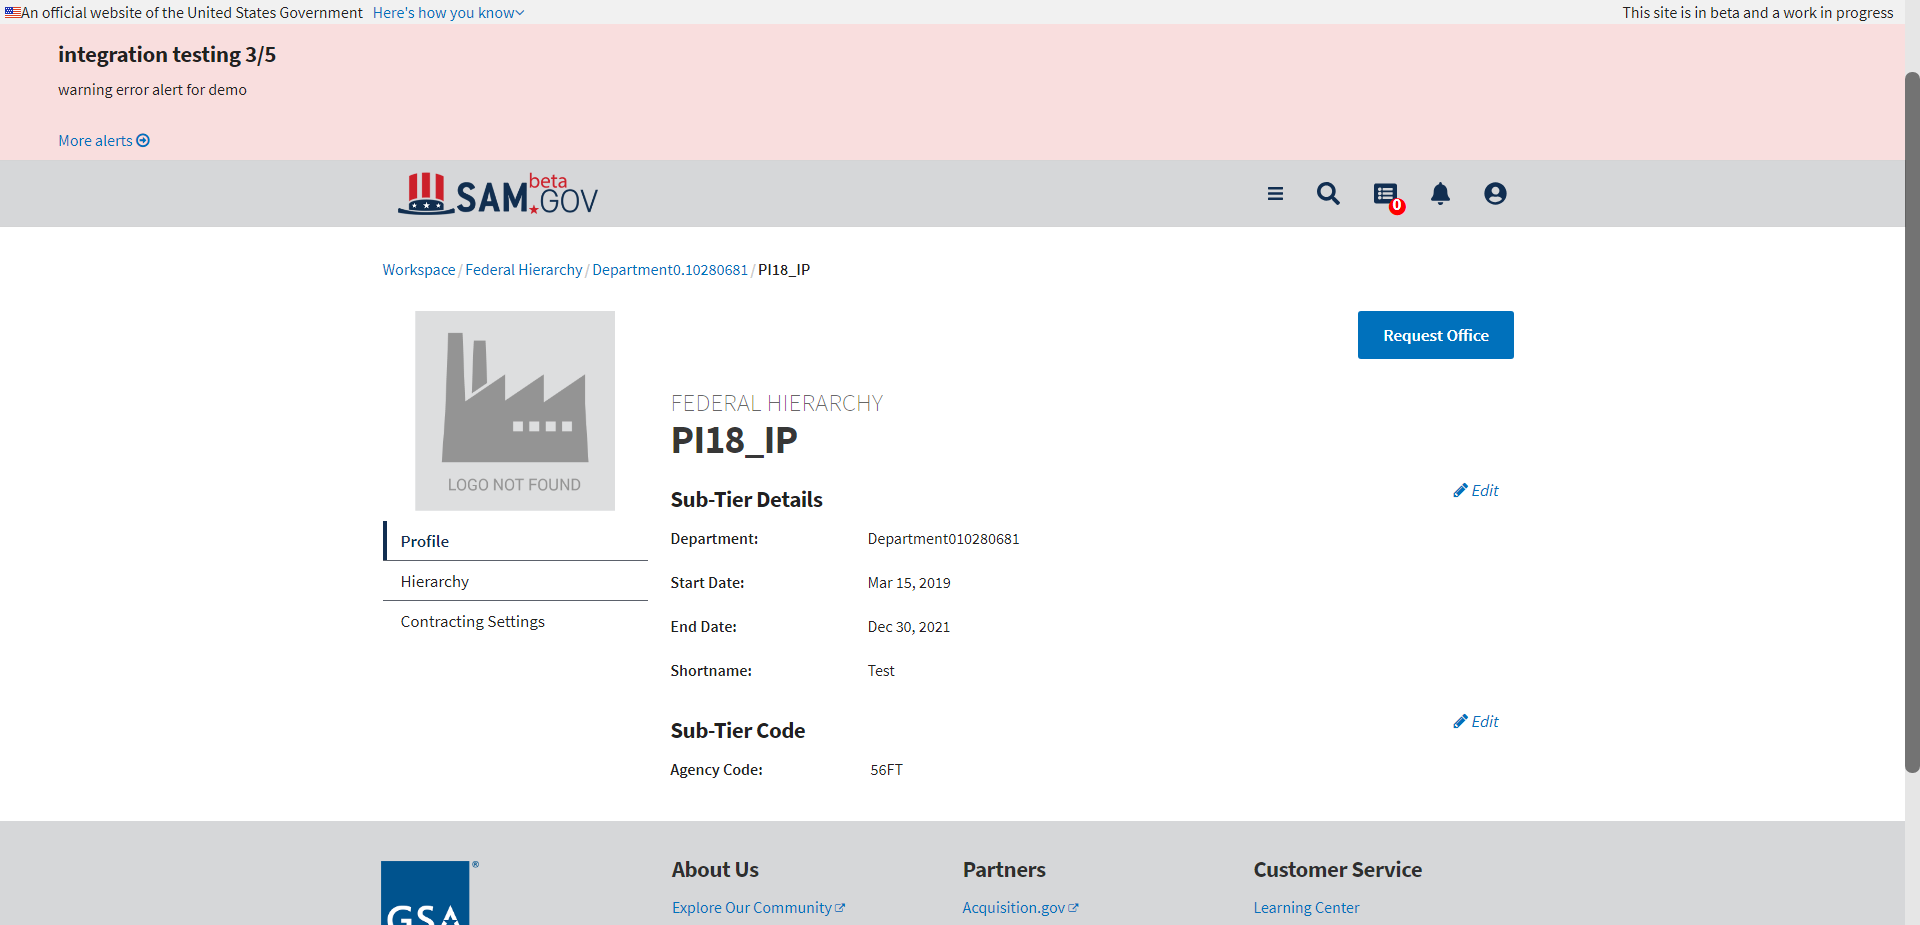 An official website of the United States Government Here's how you know
This site is in beta and a work in progress
integration testing 3/5
warning error alert for demo
More alerts
SAM.GOV beta
0
Workspace / Federal Hierarchy / Department0.10280681 / PI18_IP
LOGO NOT FOUND
Request Office
FEDERAL HIERARCHY
PI18_IP
Profile
Hierarchy
Contracting Settings
Sub-Tier Details
Edit
Department: Department010280681
Start Date: Mar 15, 2019
End Date: Dec 30, 2021
Shortname: Test
Sub-Tier Code
Edit
Agency Code: 56FT
GSA ®
About Us
Explore Our Community
Partners
Acquisition.gov
Customer Service
Learning Center